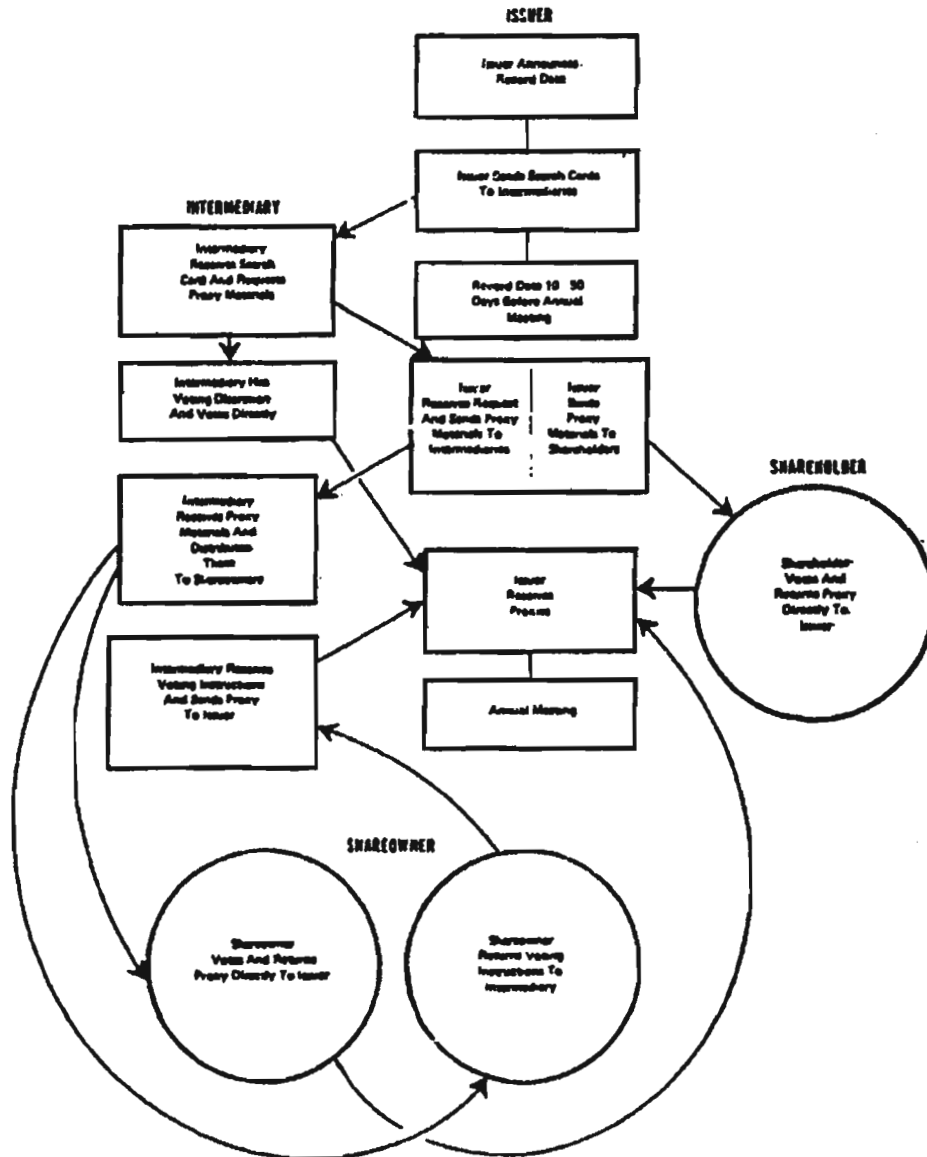 ISSUER
Issuer Announces
Record Date
Issuer Sends Search Cards
To Intermediaries
INTERMEDIARY
Intermediary
Receives Search
Card And Requests
Proxy Materials
Record Date 10 50
Days Before Annual
Meeting
Intermediary Has
Voting Discretion
And Votes Directly
Issuer
Receives Request
And Sends Proxy
Materials To
Intermediaries
Issuer
Sends
Proxy
Materials To
Shareholders
SHAREHOLDER
Intermediary
Receives Proxy
Materials And
Distributes
Them
To Shareowners
Issuer
Receives
Proxies
Shareholder
Votes And
Returns Proxy
Directly To
Issuer
Intermediary Receives
Voting Instructions
And Sends Proxy
To Issuer
Annual Meeting
SHAREOWNER
Shareowner
Votes And Returns
Proxy Directly To Issuer
Shareowner
Returns Voting
Instructions To
Intermediary